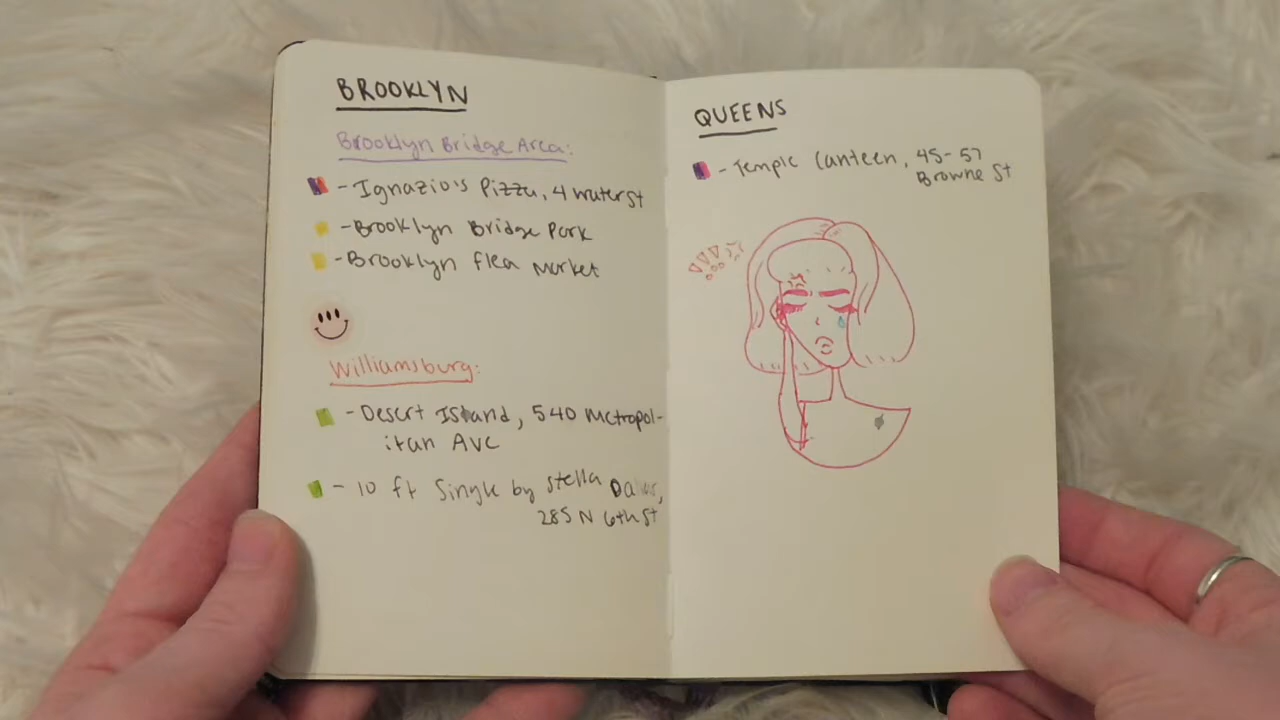 BROOKLYN
Brooklyn Bridge Area:
- Ignazio's Pizza, 4 Water St
- Brooklyn Bridge Park
- Brooklyn Flea Market
Williamsburg:
- Desert Island, 540 Metropol-
itan Ave
- 10 ft Single by Stella
285 N 6th St
QUEENS
- Temple Canteen, 45-57
Browne St